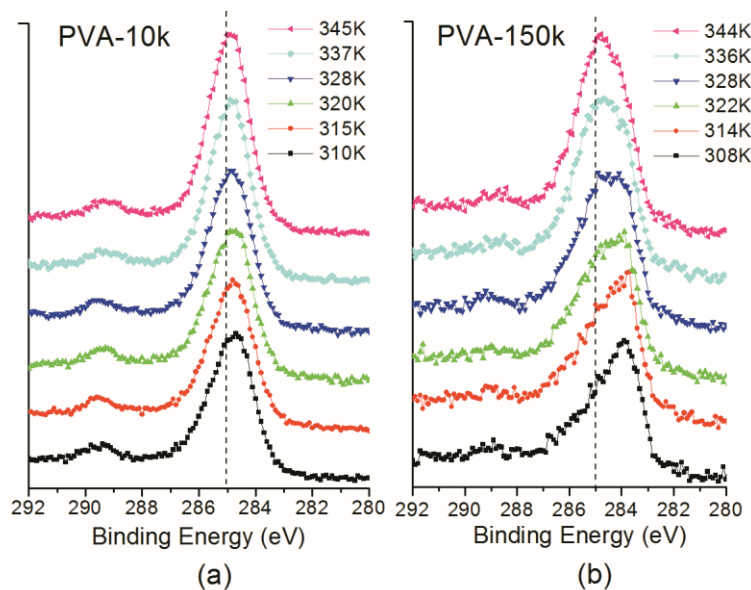 PVA-10k
345K
337K
328K
320K
315K
310K
292 290 288 286 284 282 280
Binding Energy (eV)
(a)
PVA-150k
344K
336K
328K
322K
314K
308K
292 290 288 286 284 282 280
Binding Energy (eV)
(b)